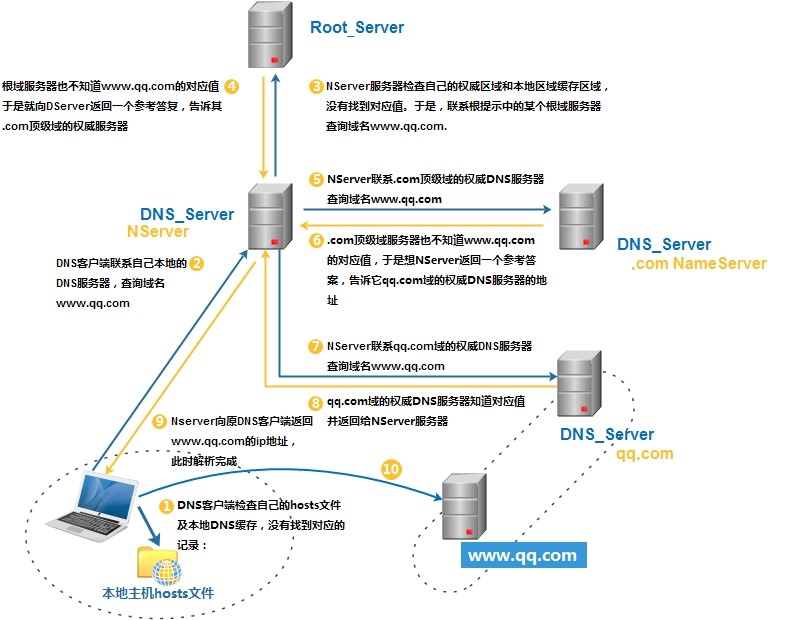 Root_Server
4
根域服务器也不知道www.qq.com的对应值
于是就向DServer返回一个参考答复，告诉其
.com顶级域的权威服务器
3
NServer服务器检查自己的权威区域和本地区域缓存区域，
没有找到对应值。于是，联系根提示中的某个根域服务器
查询域名www.qq.com.
DNS_Server
NServer
5
NServer联系.com顶级域的权威DNS服务器
查询域名www.qq.com
6
.com顶级域服务器也不知道www.qq.com
的对应值，于是想NServer返回一个参考答
案，告诉它qq.com域的权威DNS服务器的地
址
DNS_Server
.com NameServer
2
DNS客户端联系自己本地的
DNS服务器，查询域名
www.qq.com
7
NServer联系qq.com域的权威DNS服务器
查询域名www.qq.com
8
qq.com域的权威DNS服务器知道对应值
并返回给NServer服务器
DNS_Server
qq.com
9
Nserver向原DNS客户端返回
www.qq.com的ip地址，
此时解析完成
10
1
DNS客户端检查自己的hosts文件
及本地DNS缓存，没有找到对应的
记录：
www.qq.com
本地主机hosts文件